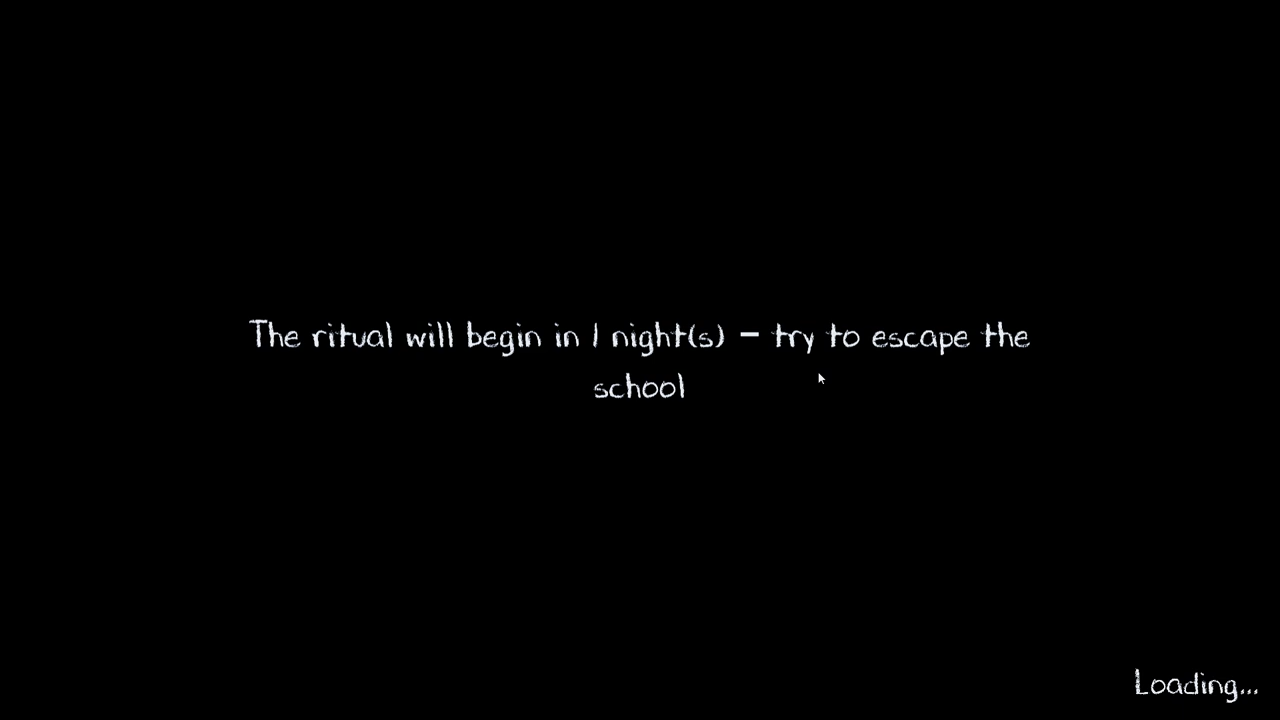 The ritual will begin in 1 night(s) - try to escape the
school
Loading...